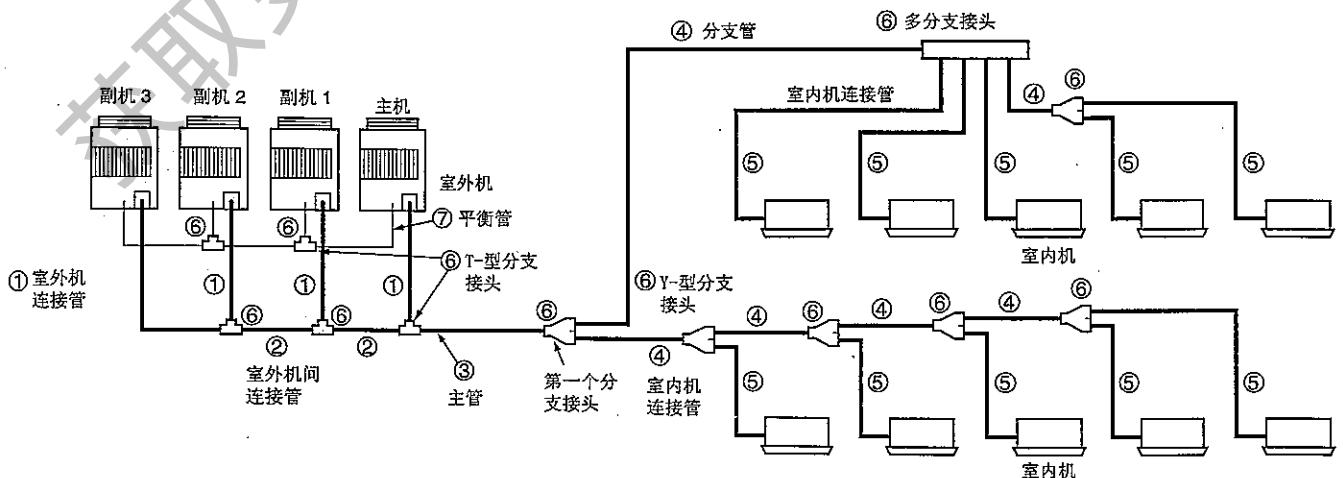 获取
④ 分支管
⑥ 多分支接头
副机 3
副机 2
副机 1
主机
室内机连接管
④
⑥
室外机
⑤
⑤
⑤
⑤
⑤
⑦ 平衡管
⑥
⑥
室内机
① 室外机
连接管
①
①
⑥ T-型分支
接头
①
⑥ Y-型分支
接头
⑥
⑥
⑥
④
⑥
④
⑥
④
⑥
②
②
③
主管
室外机间
连接管
第一个分
支接头
④
室内机
连接管
⑤
⑤
⑤
⑤
⑤
室内机